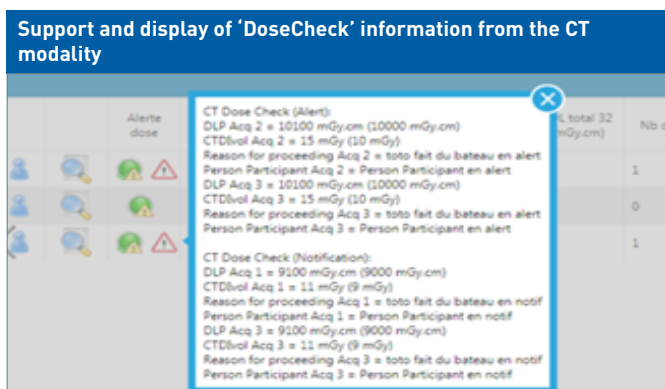 Support and display of ‘DoseCheck’ information from the CT
modality
Alerte
dose
CT Dose Check (Alert):
DLP Acq 2 = 10100 mGy.cm (10000 mGy.cm)
CTDIvol Acq 2 = 15 mGy (10 mGy)
Reason for proceeding Acq 2 = toto fait du bateau en alert
Person Participant Acq 2 = Person Participant en alert
DLP Acq 3 = 10100 mGy.cm (10000 mGy.cm)
CTDIvol Acq 3 = 15 mGy (10 mGy)
Reason for proceeding Acq 3 = toto fait du bateau en alert
Person Participant Acq 3 = Person Participant en alert
CT Dose Check (Notification):
DLP Acq 1 = 9100 mGy.cm (9000 mGy.cm)
CTDIvol Acq 1 = 11 mGy (9 mGy)
Reason for proceeding Acq 1 = toto fait du bateau en notif
Person Participant Acq 1 = Person Participant en notif
DLP Acq 3 = 9100 mGy.cm (9000 mGy.cm)
CTDIvol Acq 3 = 11 mGy (9 mGy)
Reason for proceeding Acq 3 = toto fait du bateau en notif
Person Participant Acq 3 = Person Participant en notif
L total 32
mGy.cm)
Nb
1
0
1